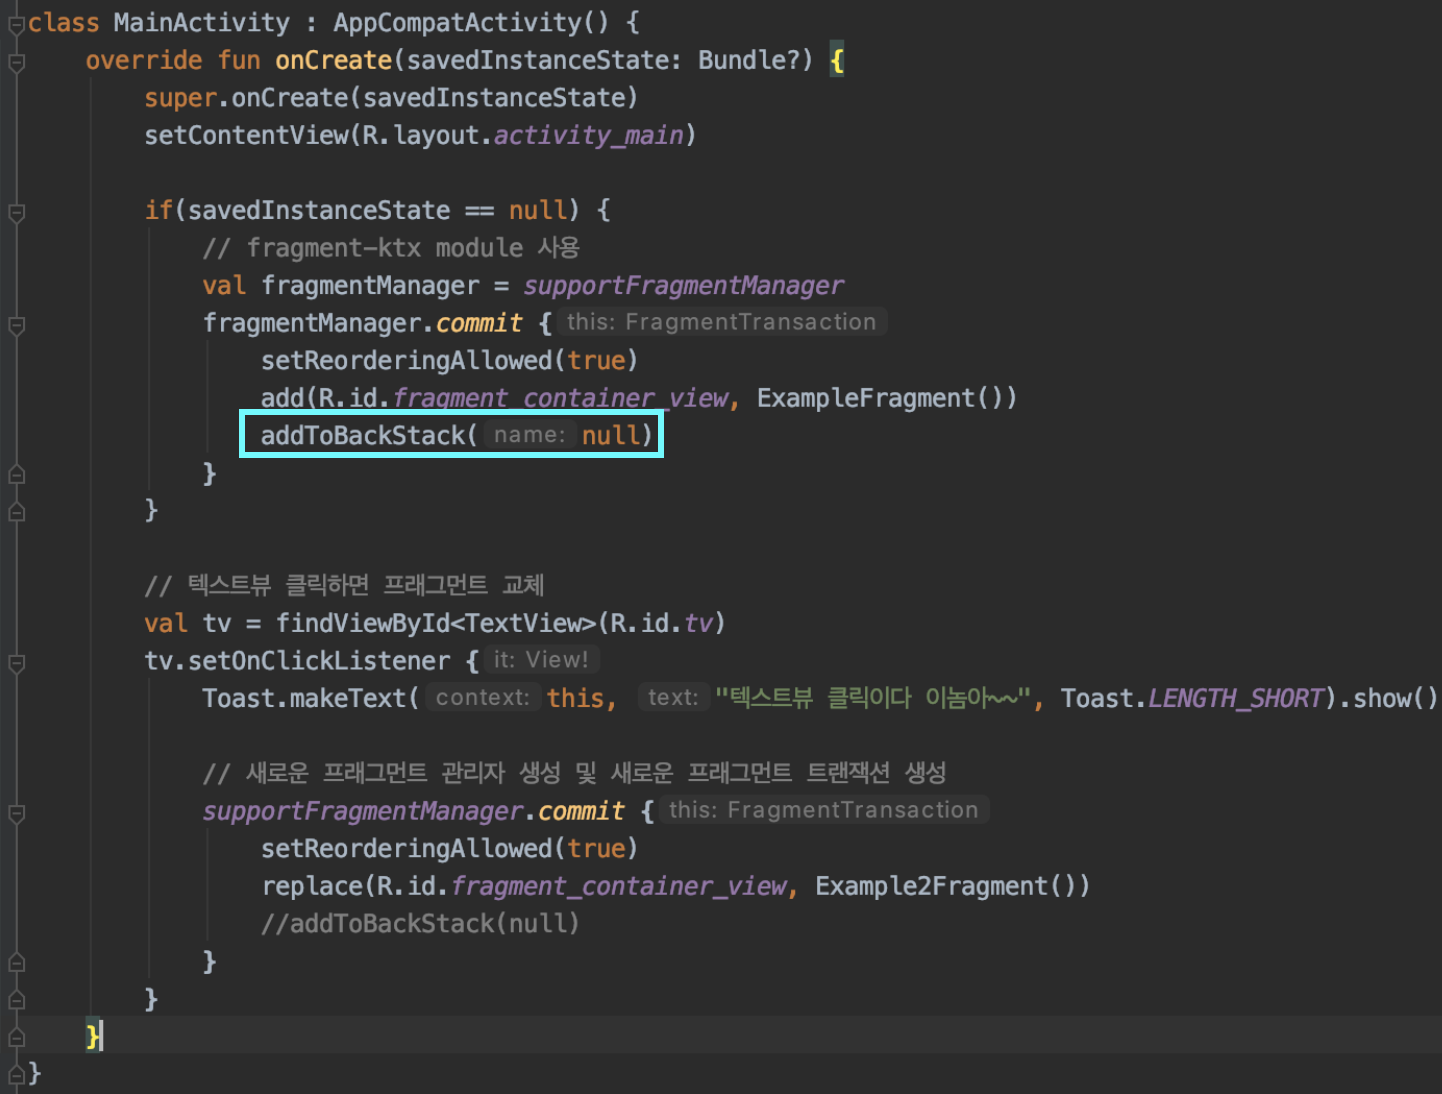 class MainActivity : AppCompatActivity() {
override fun onCreate(savedInstanceState: Bundle?) {
super.onCreate(savedInstanceState)
setContentView(R.layout.activity_main)
if(savedInstanceState == null) {
// fragment-ktx module 사용
val fragmentManager = supportFragmentManager
fragmentManager.commit { this: FragmentTransaction
setReorderingAllowed(true)
add(R.id.fragment_container_view, ExampleFragment())
addToBackStack( name: null)
}
}
// 텍스트뷰 클릭하면 프래그먼트 교체
val tv = findViewById<TextView>(R.id.tv)
tv.setOnClickListener { it: View!
Toast.makeText( context: this, text: "텍스트뷰 클릭이다 이놈아~~", Toast.LENGTH_SHORT).show()
// 새로운 프래그먼트 관리자 생성 및 새로운 프래그먼트 트랜잭션 생성
supportFragmentManager.commit { this: FragmentTransaction
setReorderingAllowed(true)
replace(R.id.fragment_container_view, Example2Fragment())
//addToBackStack(null)
}
}
}
}